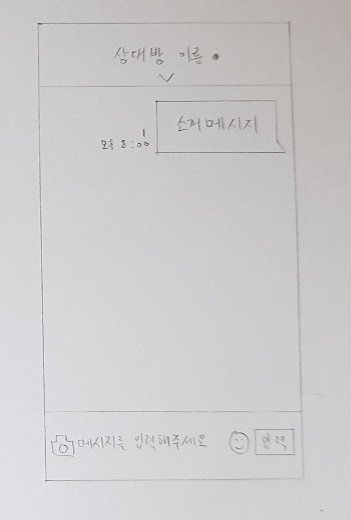 상대방 이름
소개 메시지
1
오후 8:00
메시지를 입력해주세요
입력